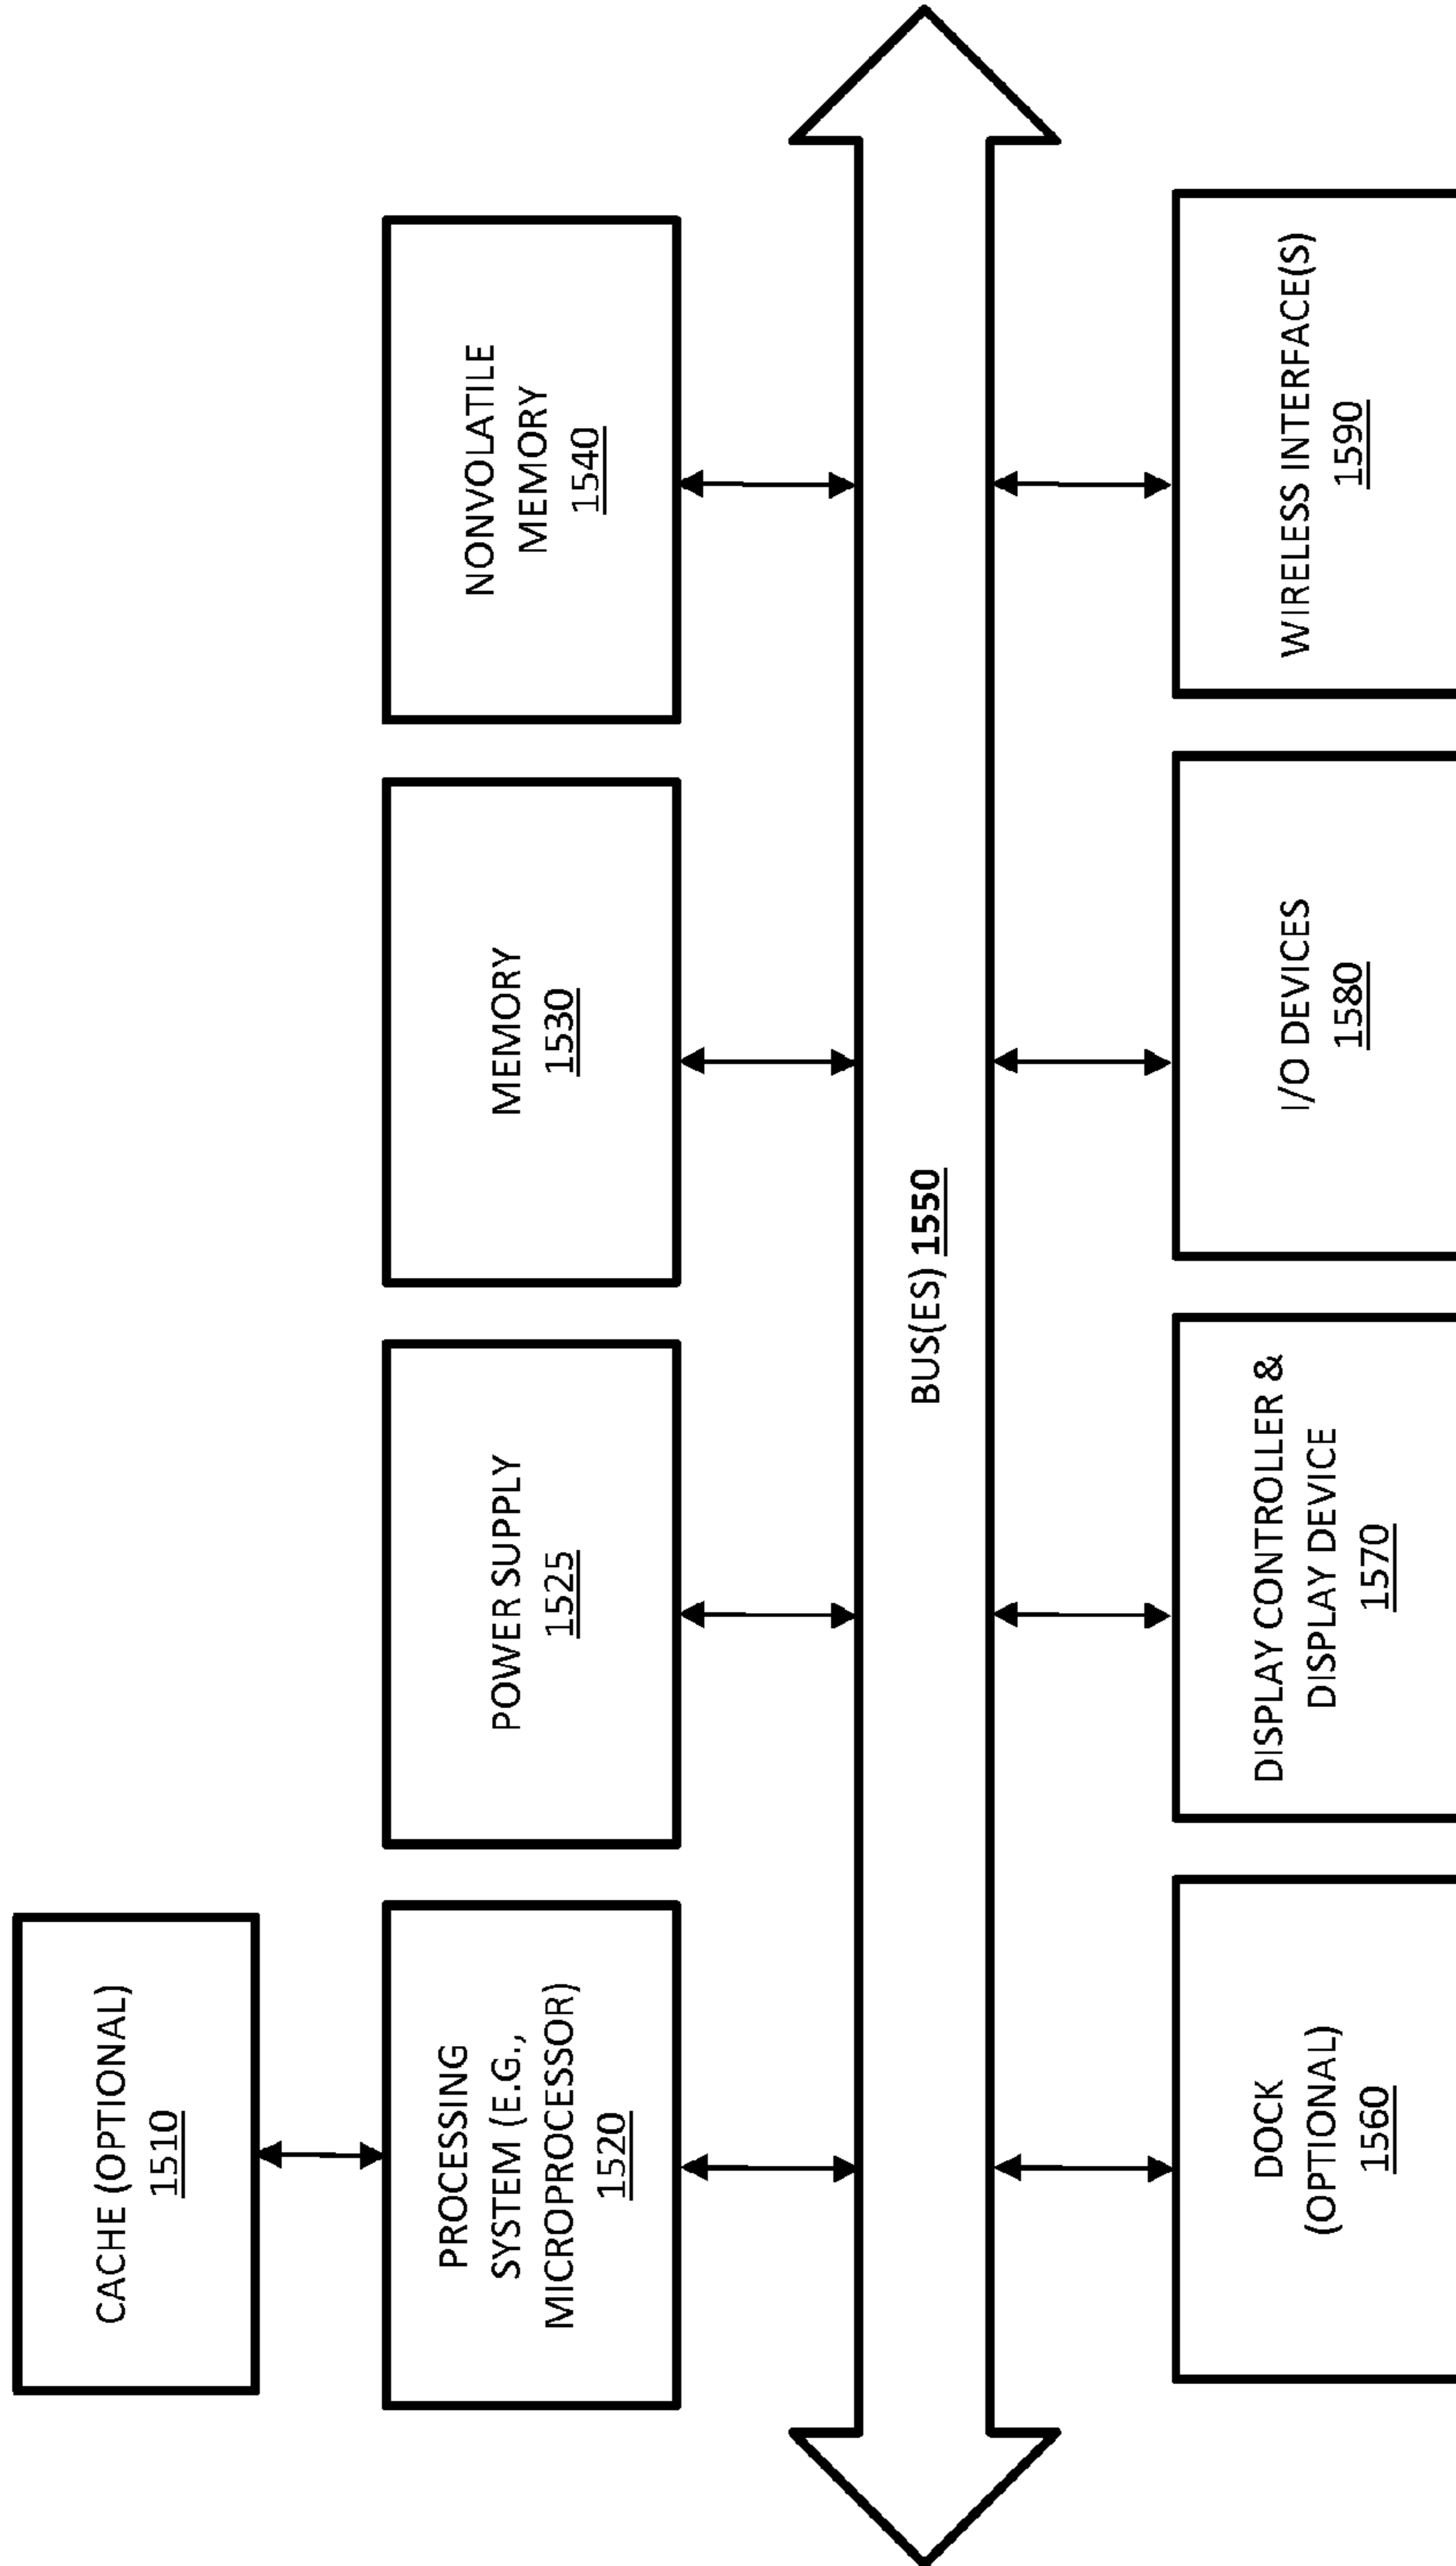 CACHE (OPTIONAL)
1510
PROCESSING
SYSTEM (E.G.,
MICROPROCESSOR)
1520
POWER SUPPLY
1525
MEMORY
1530
NONVOLATILE
MEMORY
1540
BUS(ES) 1550
DOCK
(OPTIONAL)
1560
DISPLAY CONTROLLER &
DISPLAY DEVICE
1570
I/O DEVICES
1580
WIRELESS INTERFACE(S)
1590